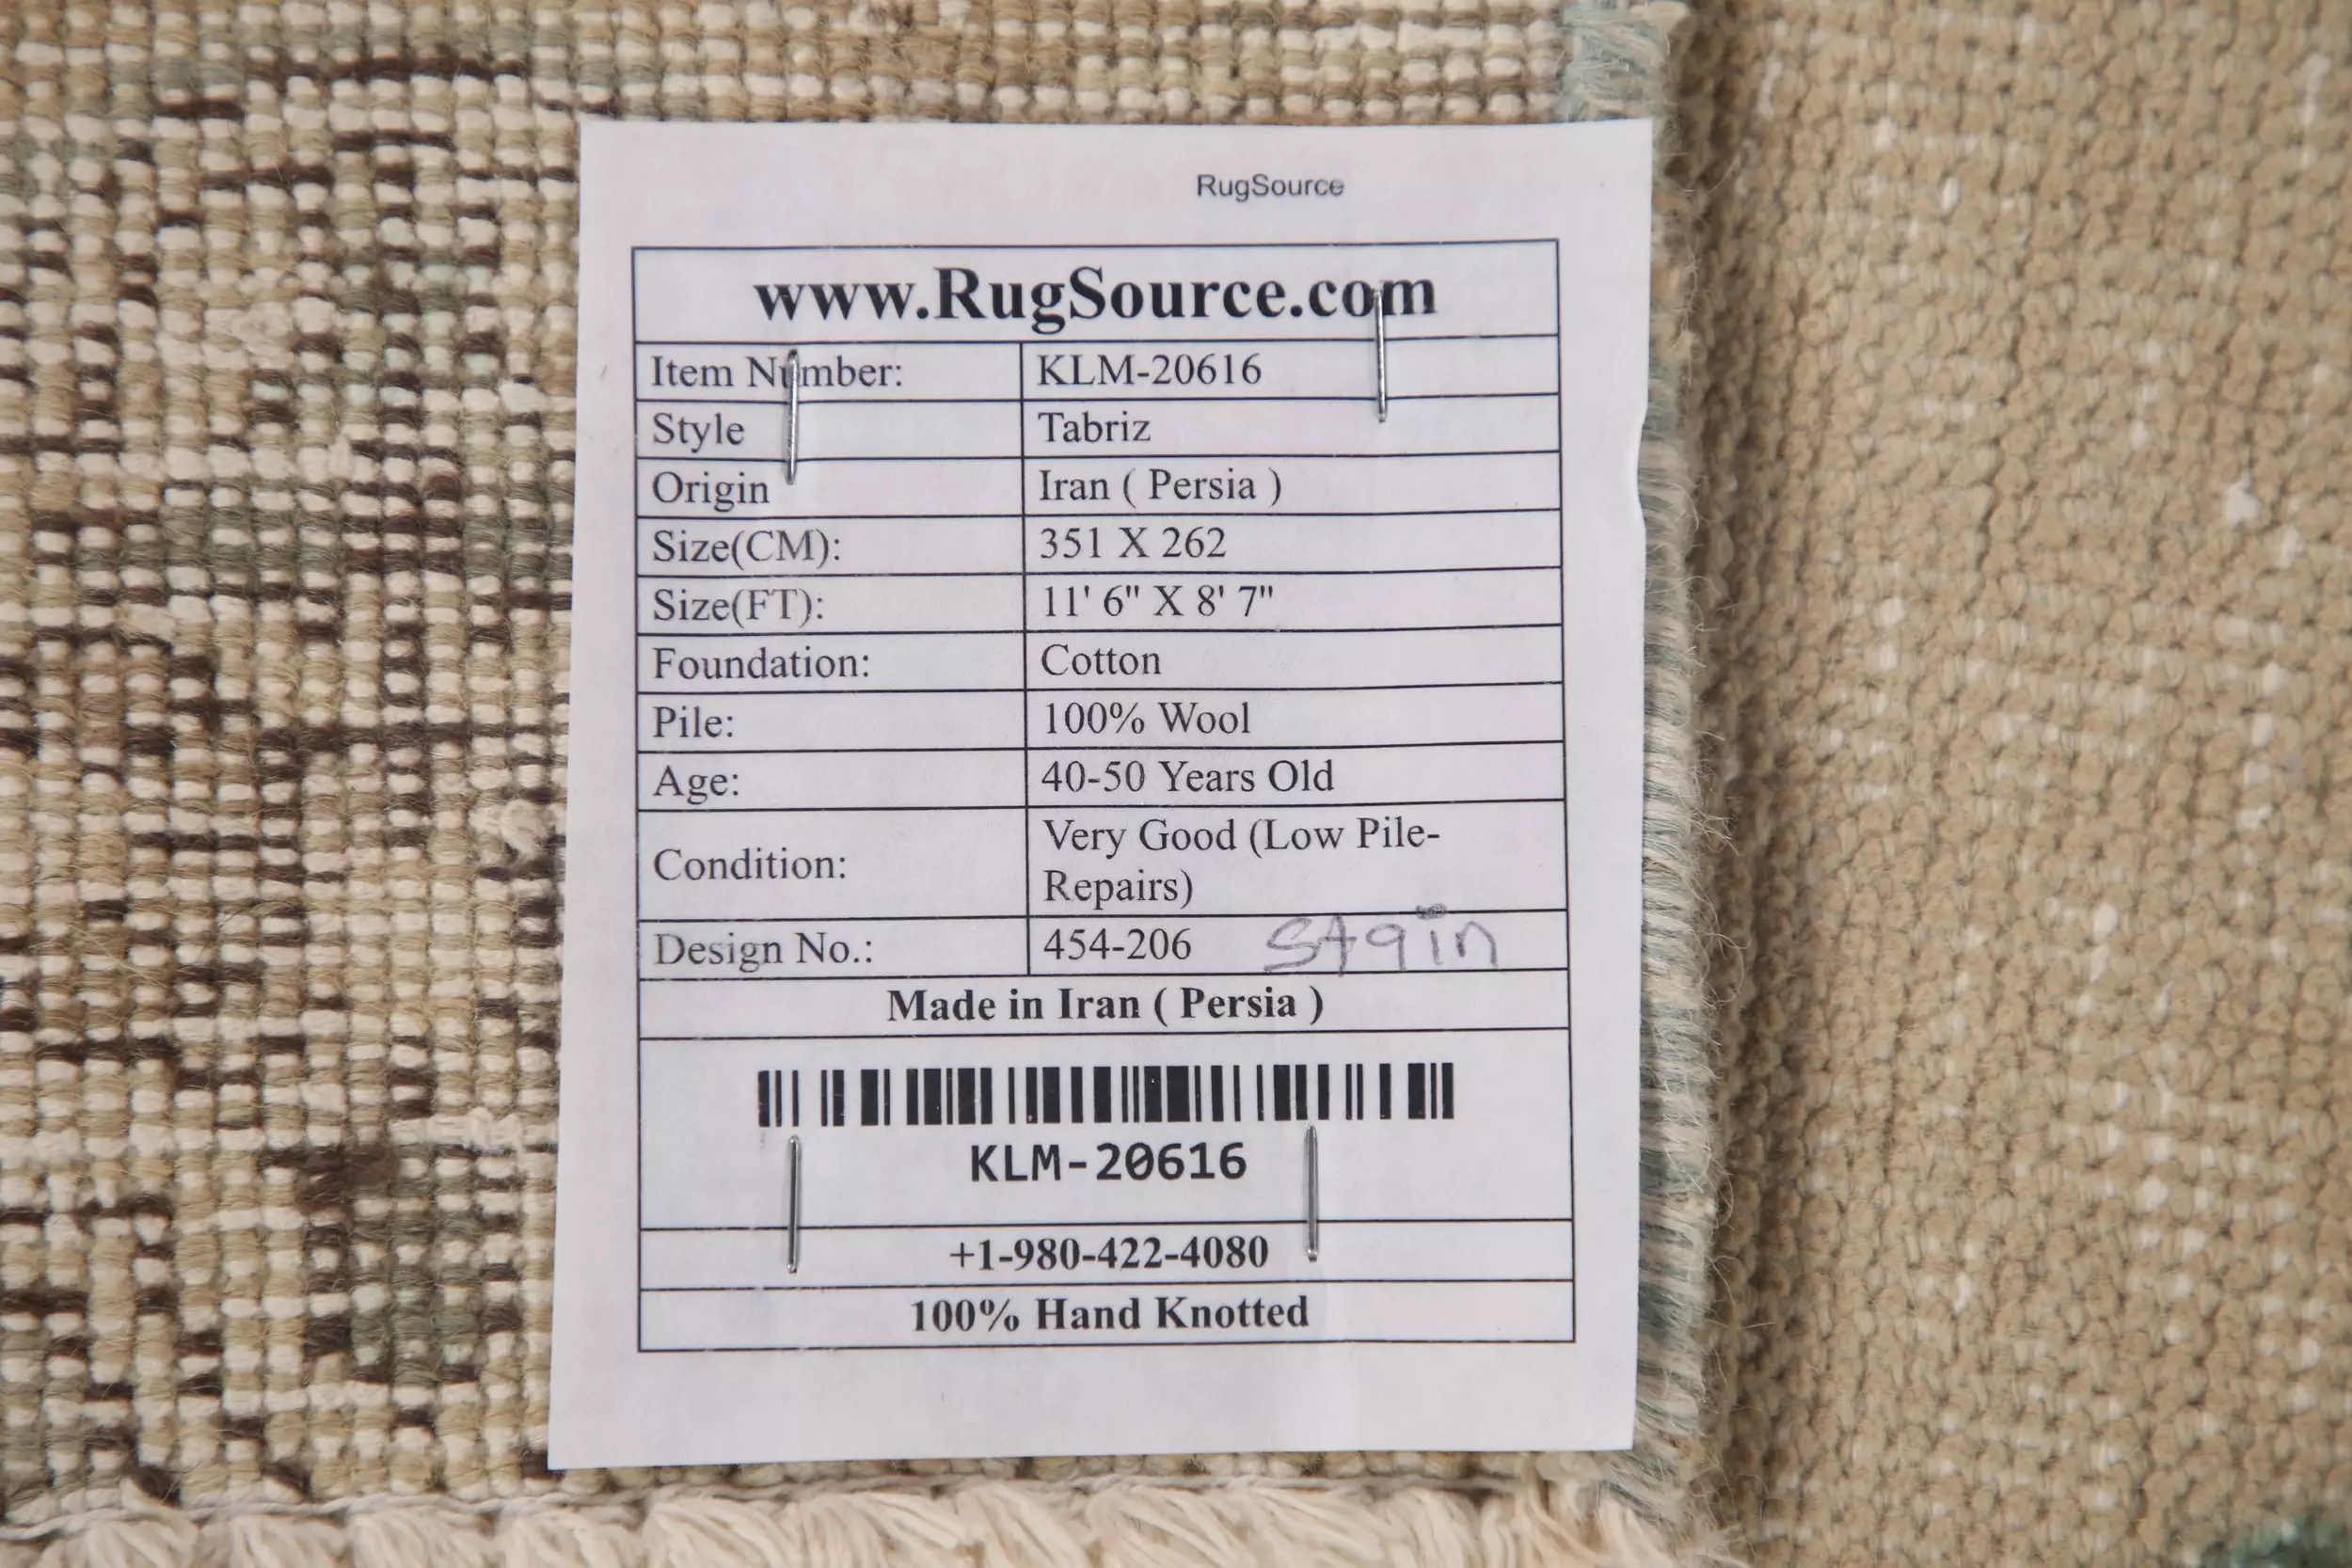 RugSource
www.RugSource.com
Item Number: KLM-20616
Style Tabriz
Origin Iran ( Persia )
Size(CM): 351 X 262
Size(FT): 11' 6" X 8' 7"
Foundation: Cotton
Pile: 100% Wool
Age: 40-50 Years Old
Condition: Very Good (Low Pile-
Repairs)
Design No.: 454-206 Stain
Made in Iran ( Persia )
KLM-20616
+1-980-422-4080
100% Hand Knotted